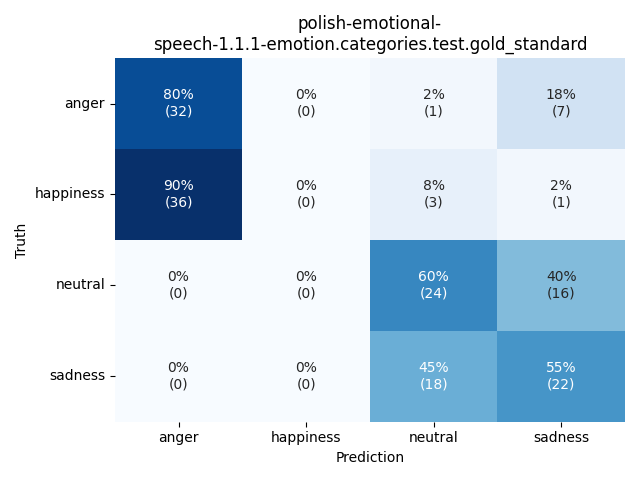 polish-emotional-
speech-1.1.1-emotion.categories.test.gold_standard
Truth
anger
80%
(32)
0%
(0)
2%
(1)
18%
(7)
happiness
90%
(36)
0%
(0)
8%
(3)
2%
(1)
neutral
0%
(0)
0%
(0)
60%
(24)
40%
(16)
sadness
0%
(0)
0%
(0)
45%
(18)
55%
(22)
anger
happiness
neutral
sadness
Prediction